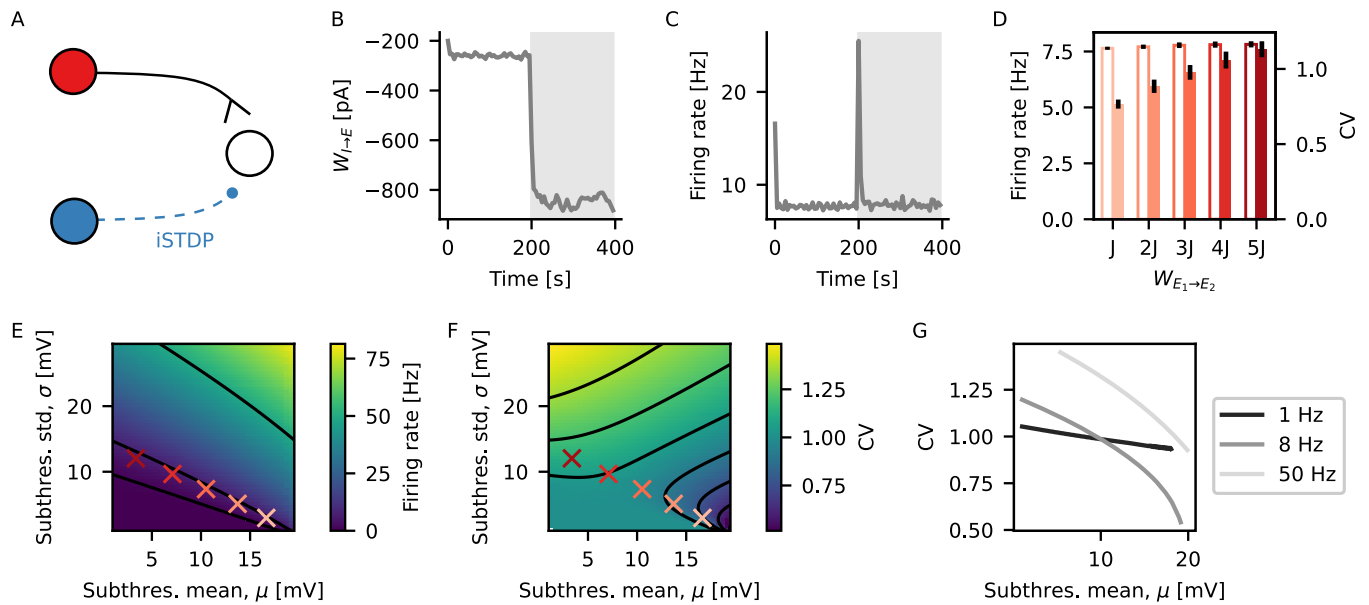 A
iSTDP
B
W_{I→E} [pA]
−200
−400
−600
−800
0
200
400
Time [s]
C
Firing rate [Hz]
20
10
0
200
400
Time [s]
D
Firing rate [Hz]
7.5
5.0
2.5
0.0
CV
1.0
0.5
0.0
J
2J
3J
4J
5J
W_{E_1→E_2}
E
Subthres. std, σ [mV]
20
10
5
10
15
Subthres. mean, μ [mV]
Firing rate [Hz]
75
50
25
0
F
Subthres. std, σ [mV]
20
10
5
10
15
Subthres. mean, μ [mV]
CV
1.25
1.00
0.75
G
CV
1.25
1.00
0.75
0.50
0
10
20
Subthres. mean, μ [mV]
1 Hz
8 Hz
50 Hz